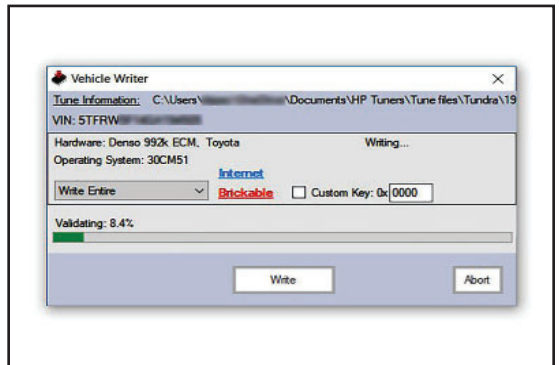 Vehicle Writer
Tune Information: C:\Users\ \Documents\HP Tuners\Tune files\Tundra\19
VIN: 5TFRW
Hardware: Denso 992k ECM, Toyota Writing...
Operating System: 30CM51
Internet
Write Entire Brickable Custom Key: 0x 0000
Validating: 8.4%
Write Abort